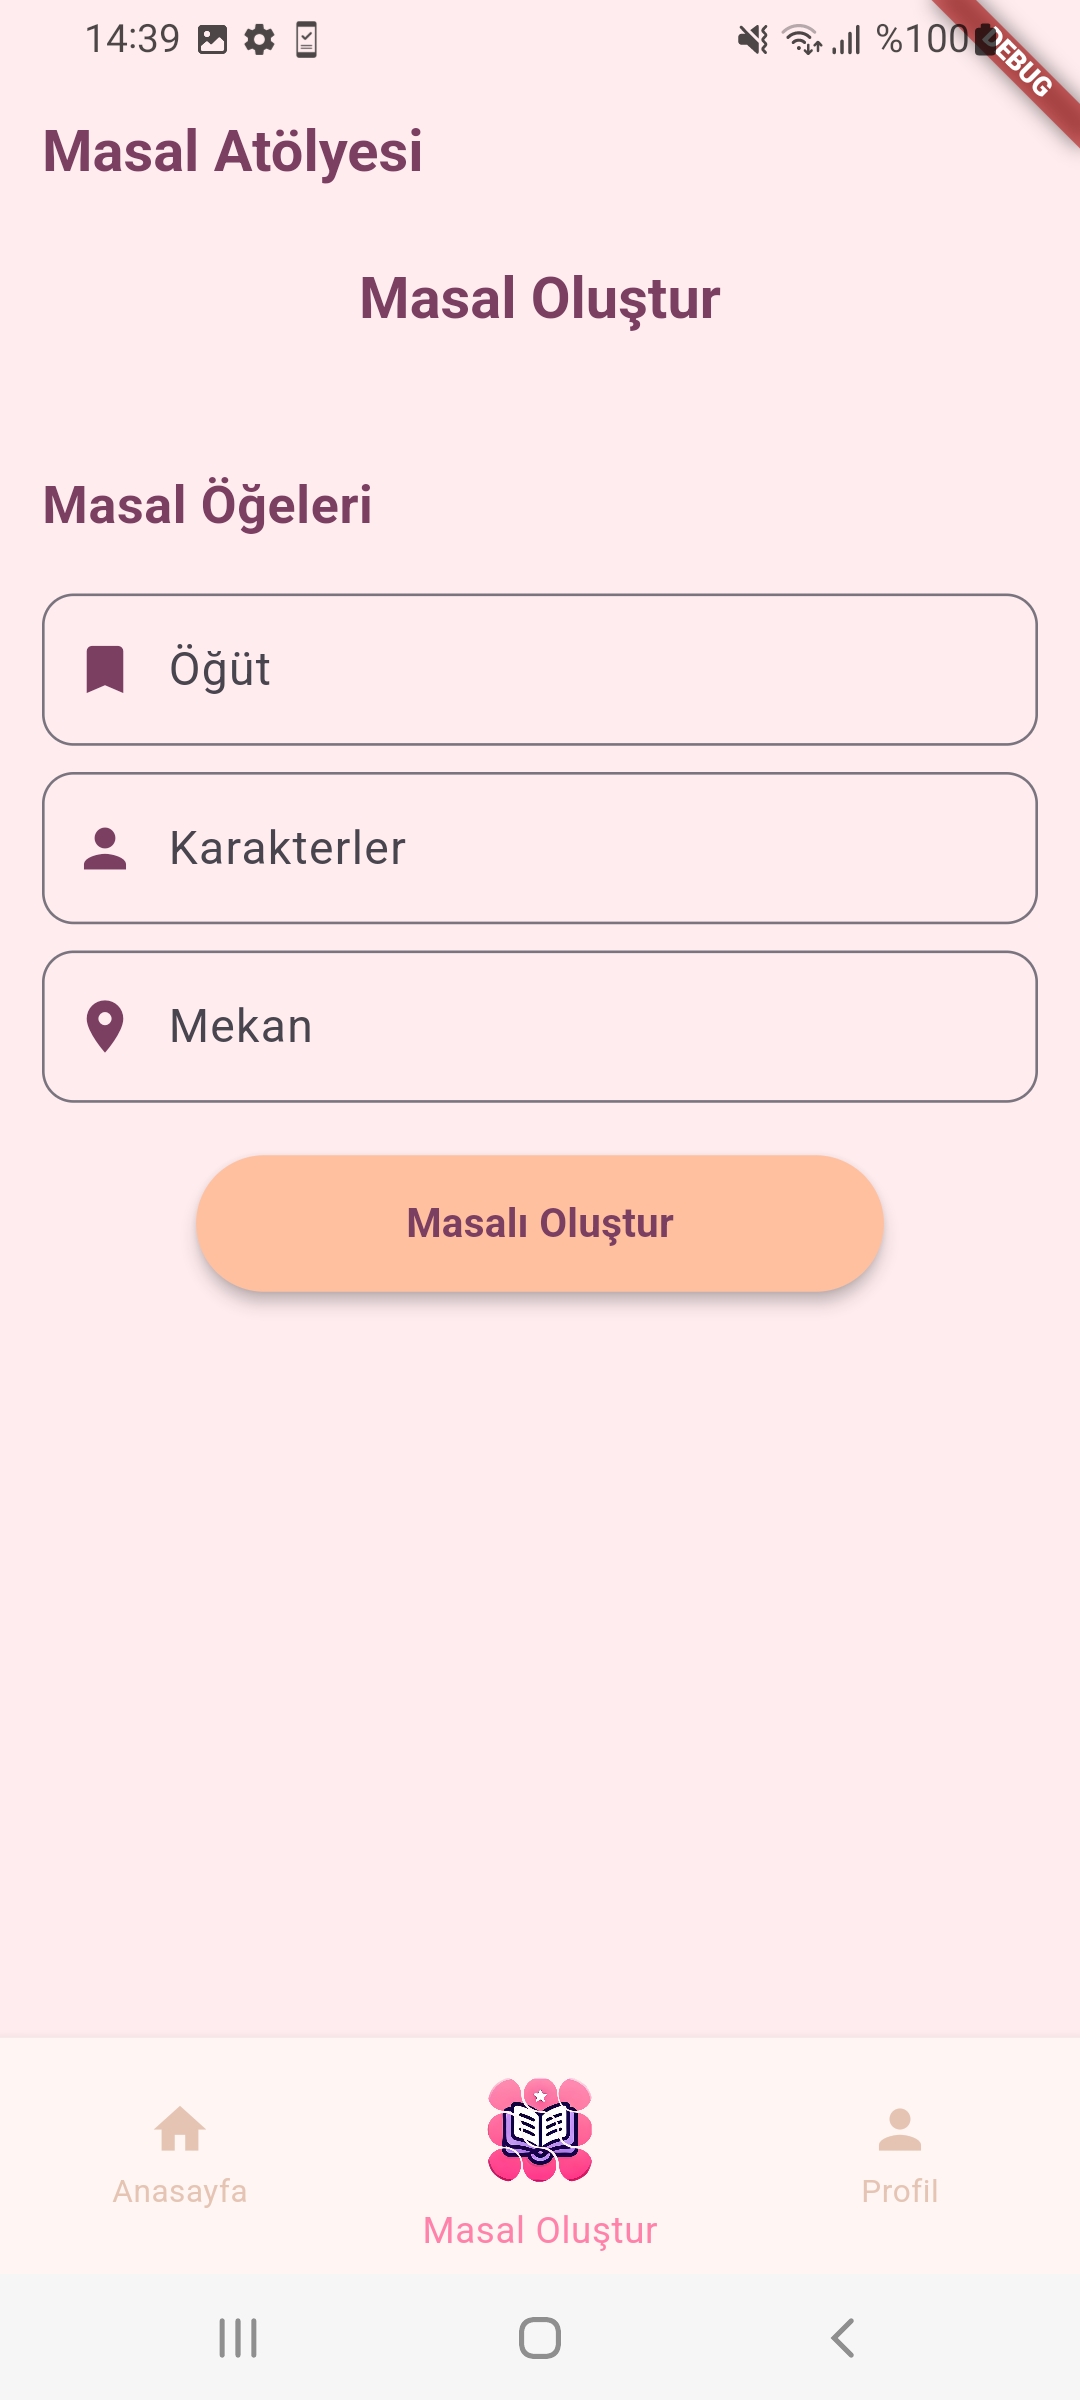 14:39 %100
DEBUG
Masal Atölyesi
Masal Oluştur
Masal Öğeleri
Öğüt
Karakterler
Mekan
Masalı Oluştur
Anasayfa
Masal Oluştur
Profil